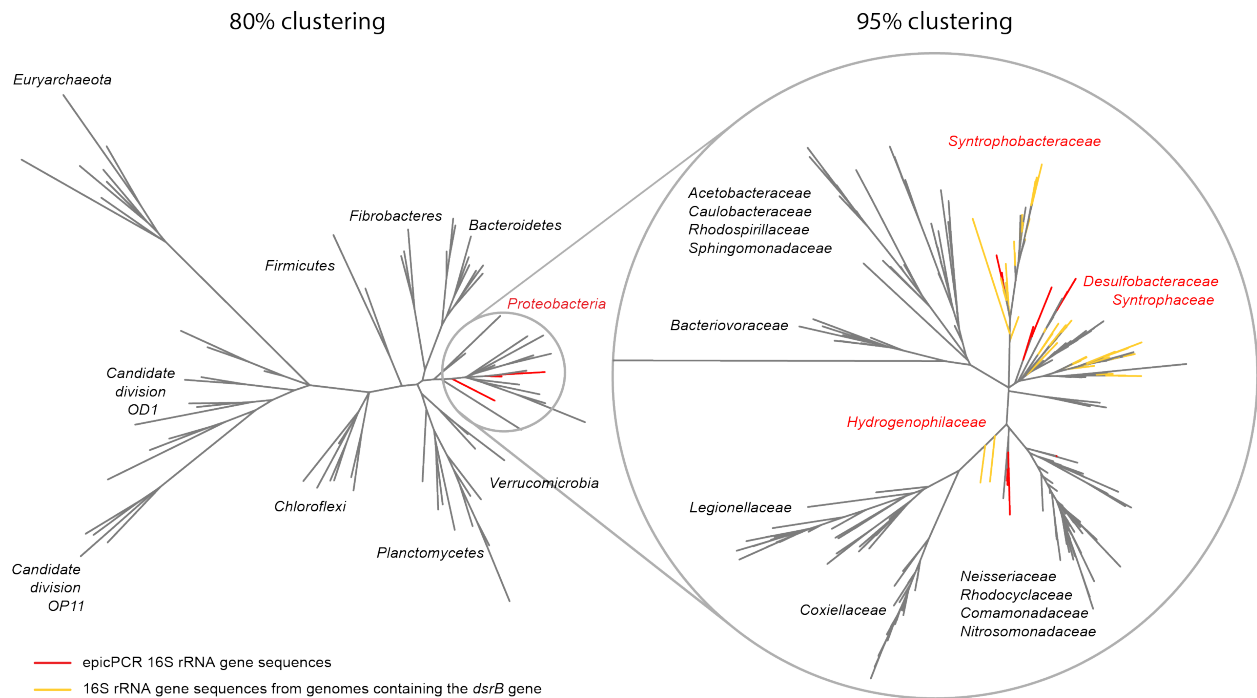 80% clustering
95% clustering
Euryarchaeota
Fibrobacteres
Bacteroidetes
Firmicutes
Proteobacteria
Candidate
division
OD1
Chloroflexi
Verrucomicrobia
Planctomycetes
Candidate
division
OP11
Syntrophobacteraceae
Acetobacteraceae
Caulobacteraceae
Rhodospirillaceae
Sphingomonadaceae
Desulfobacteraceae
Syntrophaceae
Bacteriovoraceae
Hydrogenophilaceae
Legionellaceae
Coxiellaceae
Neisseriaceae
Rhodocyclaceae
Comamonadaceae
Nitrosomonadaceae
epicPCR 16S rRNA gene sequences
16S rRNA gene sequences from genomes containing the dsrB gene